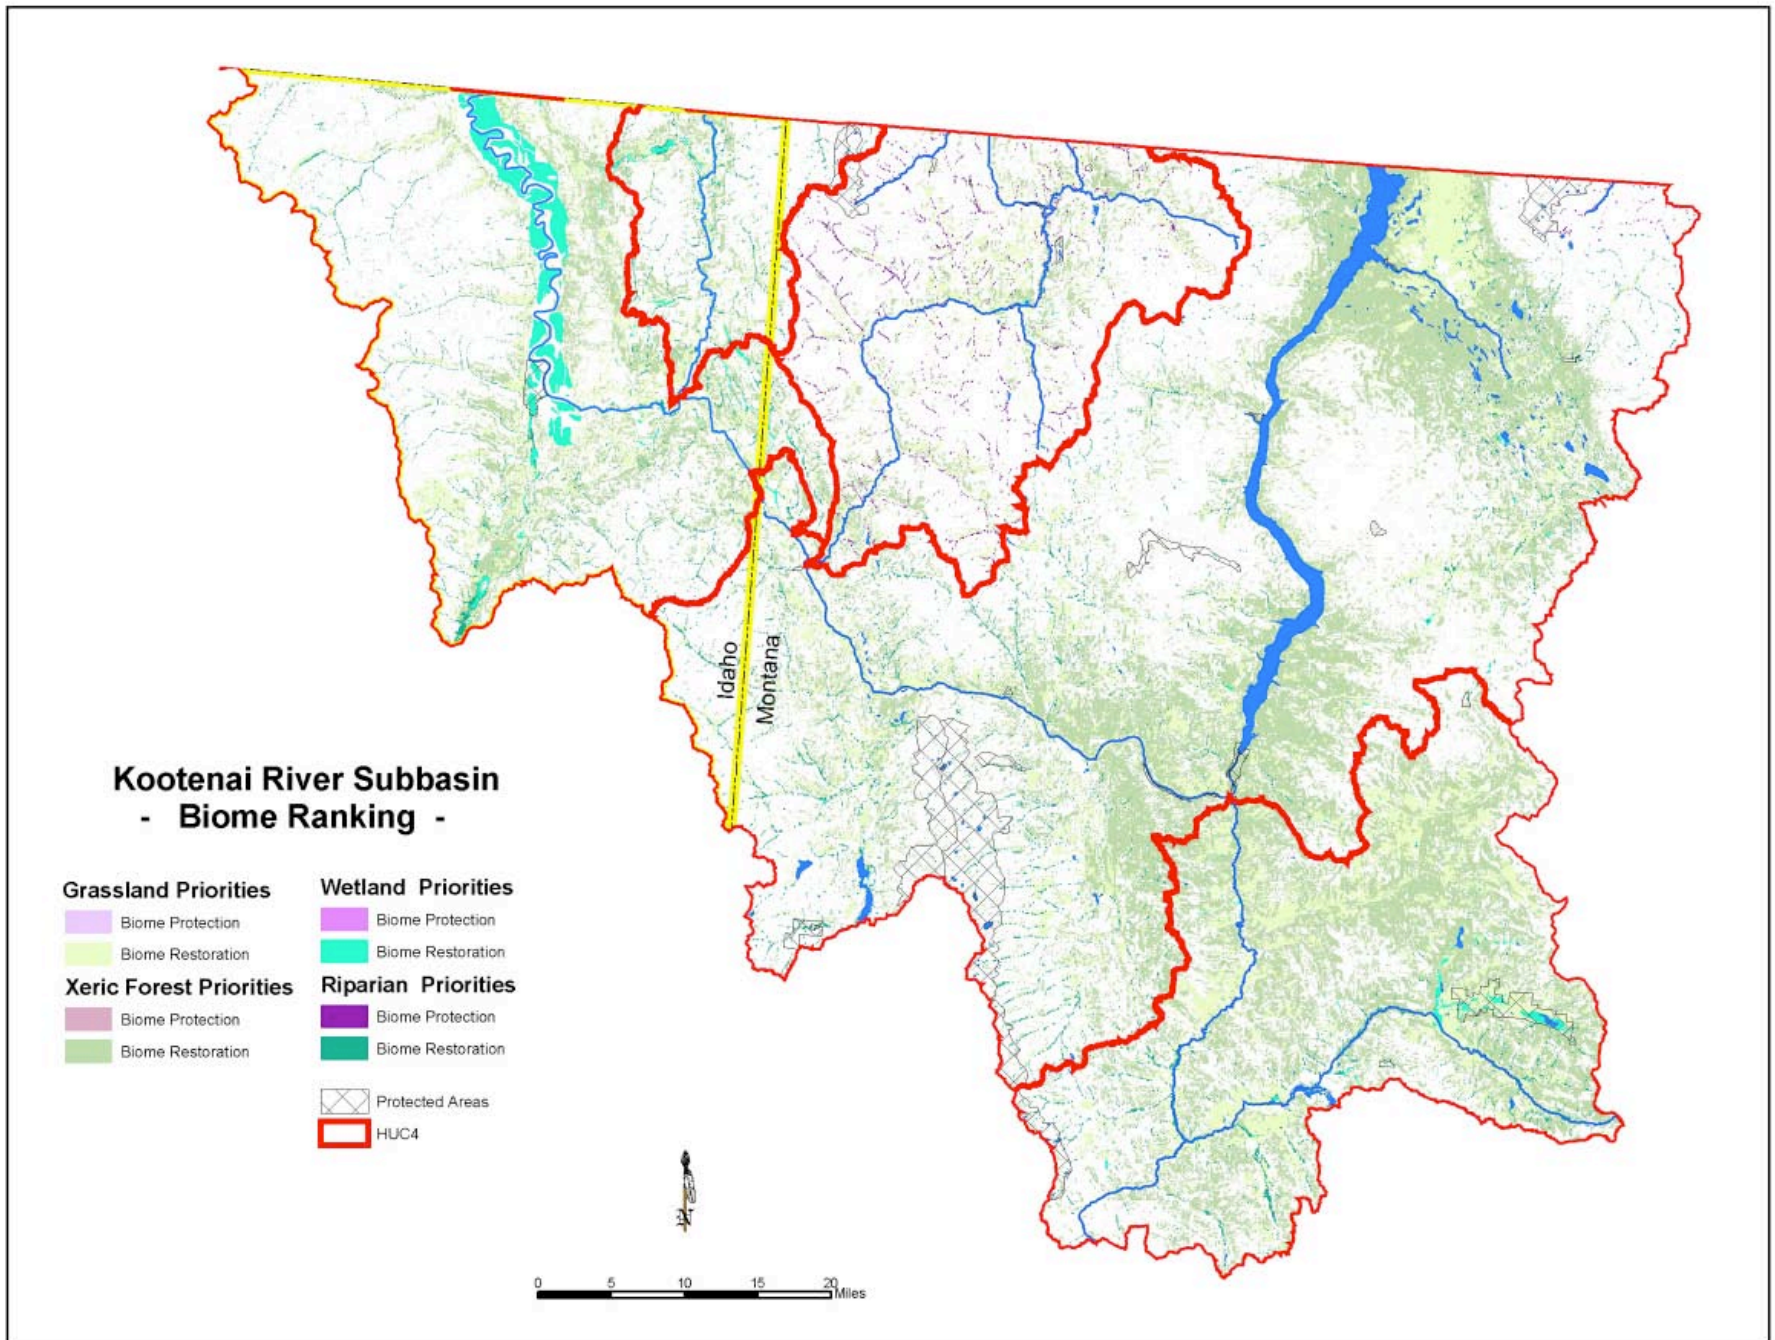 Idaho
Montana
Kootenai River Subbasin
- Biome Ranking -
Grassland Priorities
Biome Protection
Biome Restoration
Xeric Forest Priorities
Biome Protection
Biome Restoration
Wetland Priorities
Biome Protection
Biome Restoration
Riparian Priorities
Biome Protection
Biome Restoration
Protected Areas
HUC4
N
0 5 10 15 20
Miles